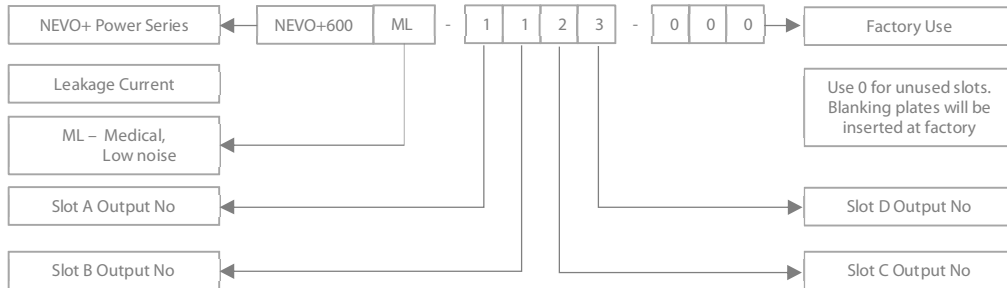 NEVO+ Power Series
NEVO+600 ML - 1 1 2 3 - 0 0 0
Factory Use
Leakage Current
Use 0 for unused slots.
Blanking plates will be
inserted at factory
ML – Medical,
Low noise
Slot A Output No
Slot D Output No
Slot B Output No
Slot C Output No